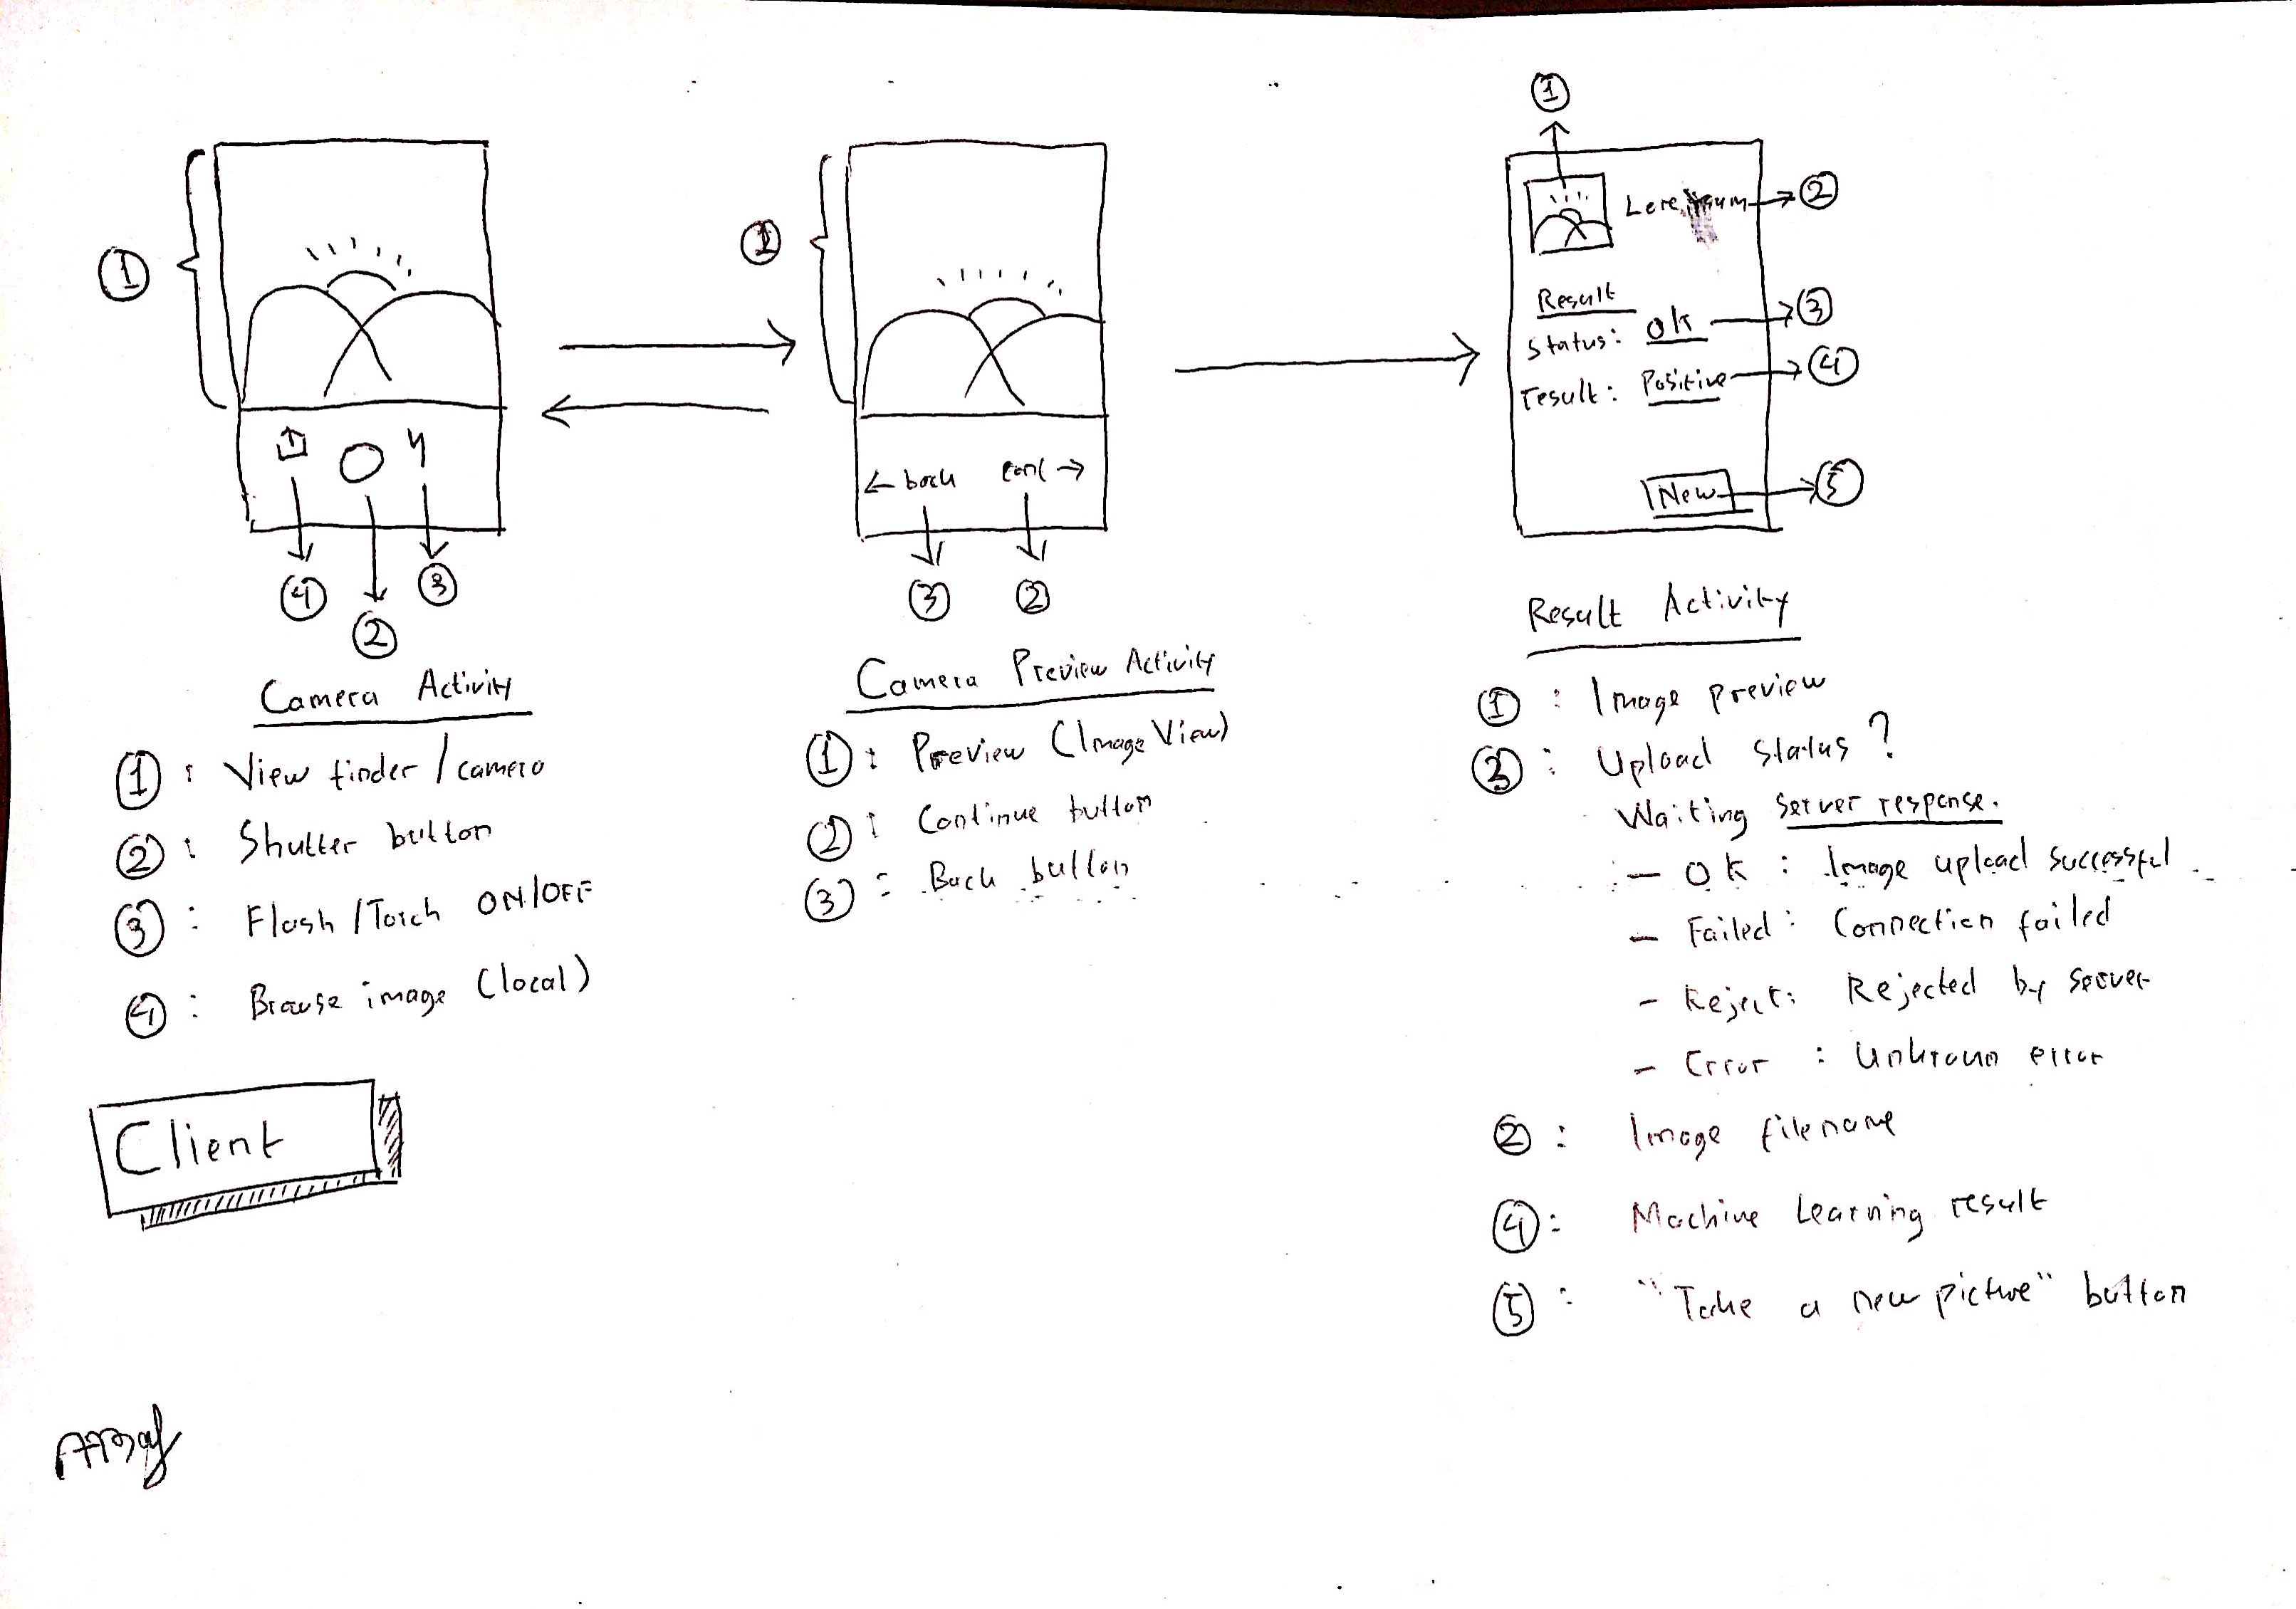 1
4
2
3
Camera Activity
1 : View finder / camera
2 : Shutter button
3 : Flash / Torch ON/OFF
4 : Browse image (local)
Client
1
← back
cont →
3
2
Camera Preview Activity
1 : Preview (Image View)
2 : Continue button
3 : Back button
1
2
Result
Status: OK
3
result: Positive
4
New
5
Result Activity
1 : Image preview
3 : Upload status ?
Waiting server response.
- OK : Image upload successful
- Failed : Connection failed
- Reject : Rejected by server
- Error : Unknown error
2 : Image filename
4 : Machine Learning result
5 : "Take a new picture" button